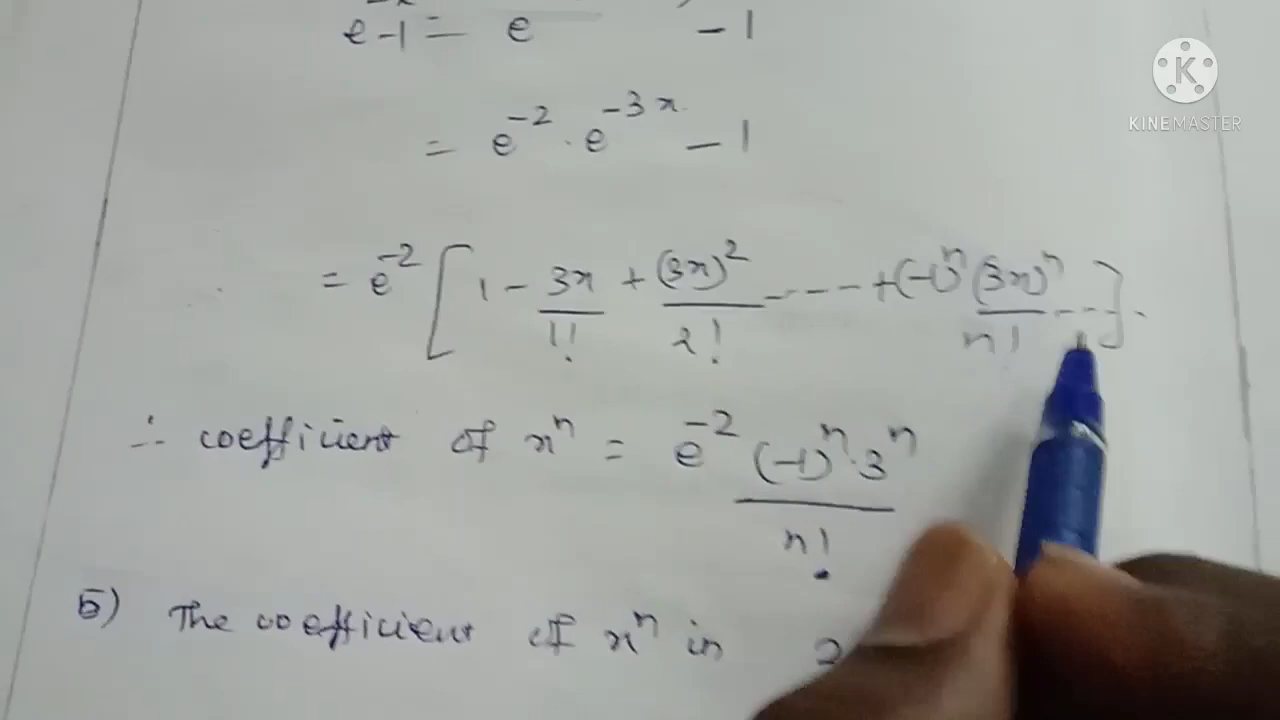 e^-x - 1 = e - 1
= e^-2 · e^-3x - 1
= e^-2 [ 1 - 3x/1! + (3x)^2/2! ---- + (-1)^n (3x)^n/n! --- ] .
∴ coefficient of x^n = e^-2 (-1)^n · 3^n / n!
5) The coefficient of x^n in
K
KINEMASTER